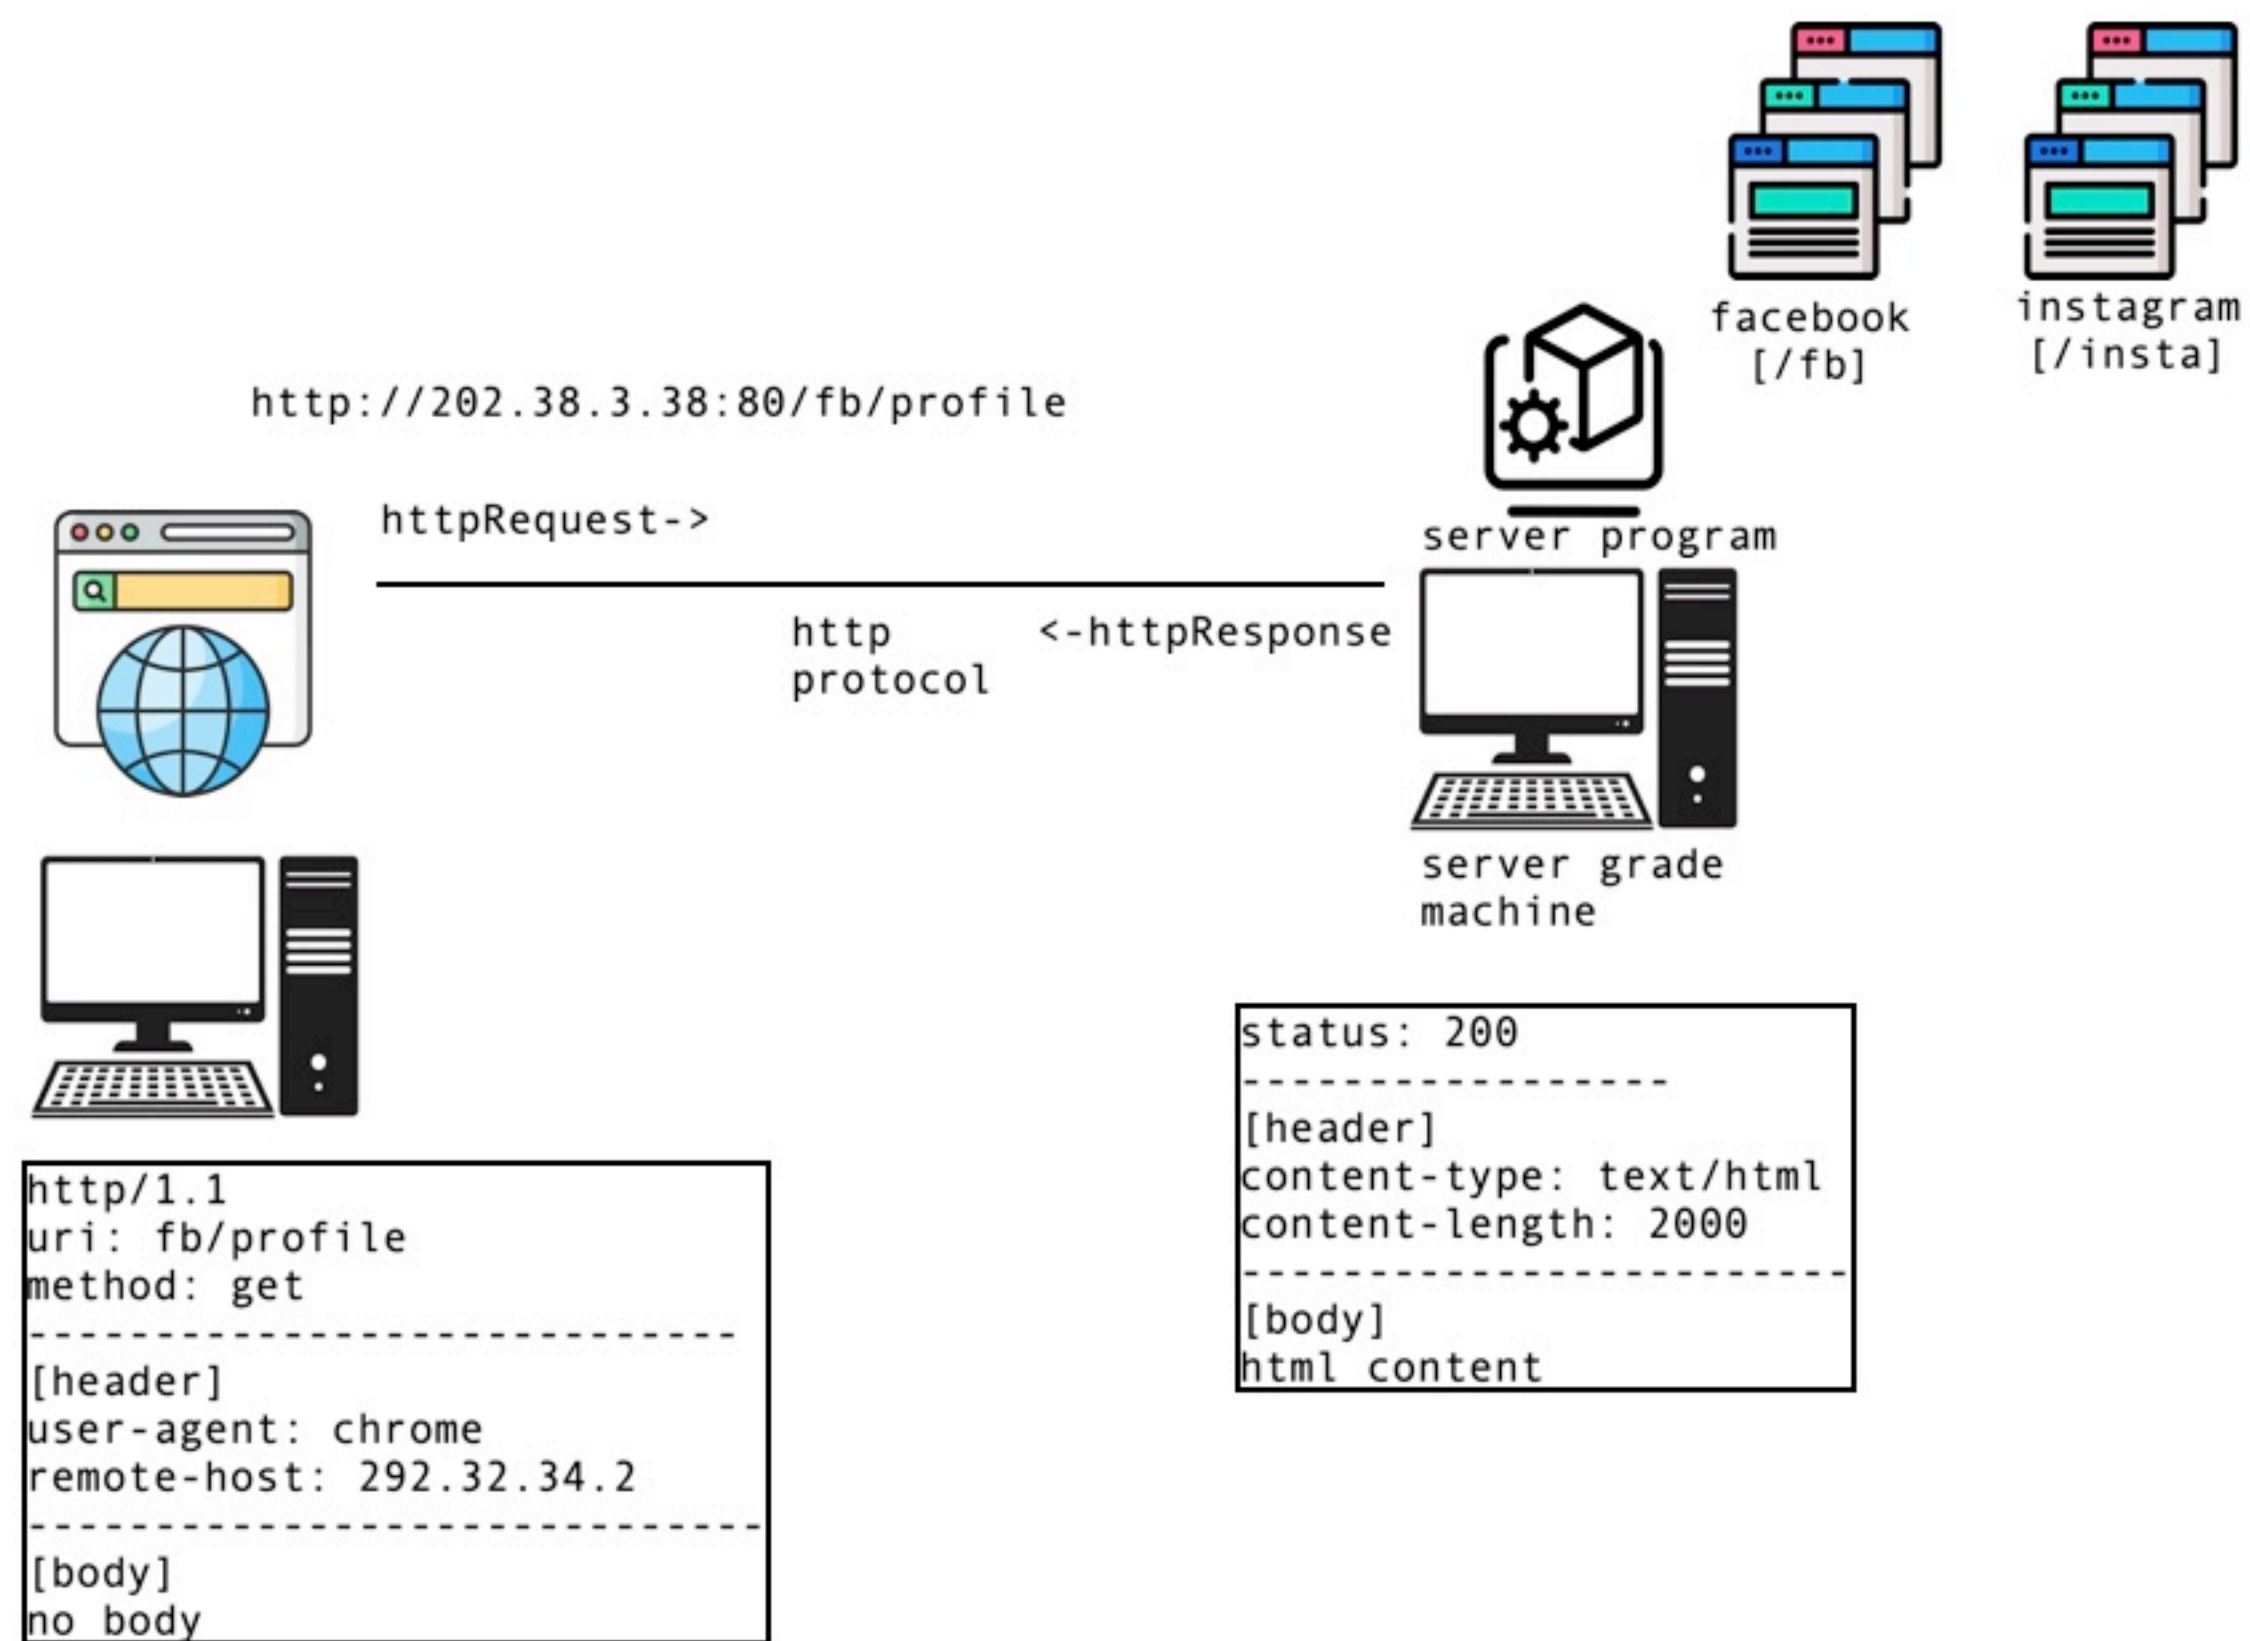 facebook
[/fb]
instagram
[/insta]
http://202.38.3.38:80/fb/profile
httpRequest->
server program
http
protocol
<-httpResponse
server grade
machine
status: 200
-----------------
[header]
content-type: text/html
content-length: 2000
------------------------
[body]
html content
http/1.1
uri: fb/profile
method: get
----------------------------
[header]
user-agent: chrome
remote-host: 292.32.34.2
-----------------------------
[body]
no body